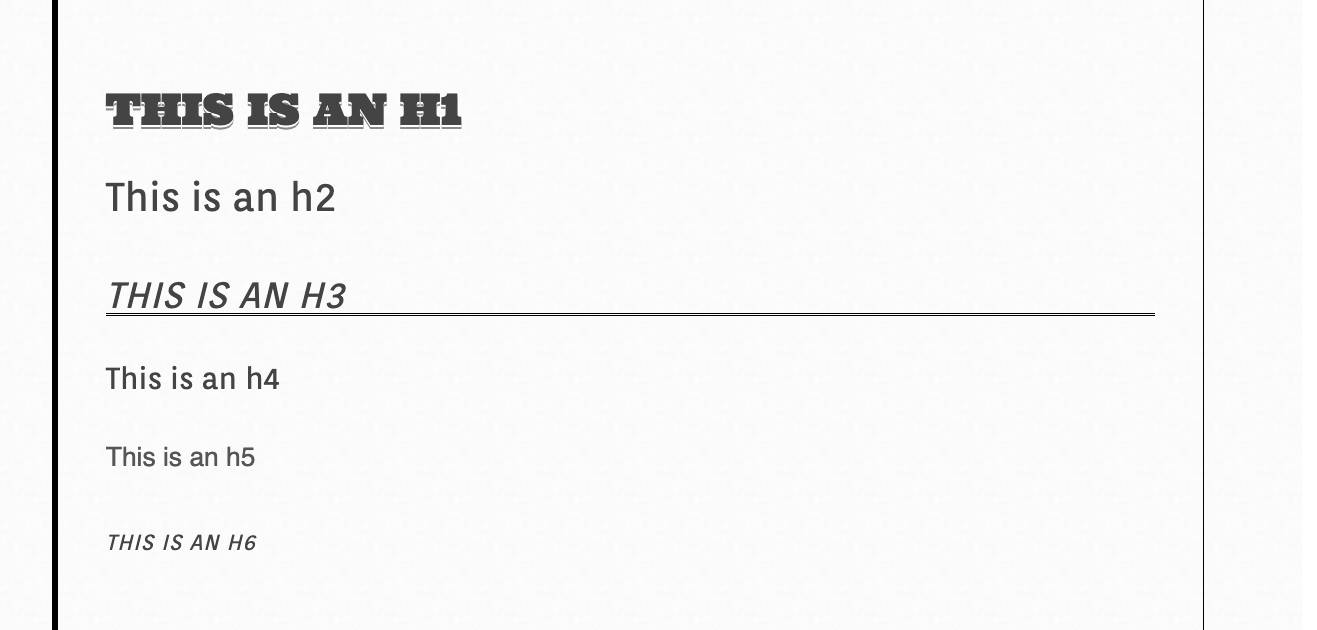 THIS IS AN H1
This is an h2
THIS IS AN H3
This is an h4
This is an h5
THIS IS AN H6